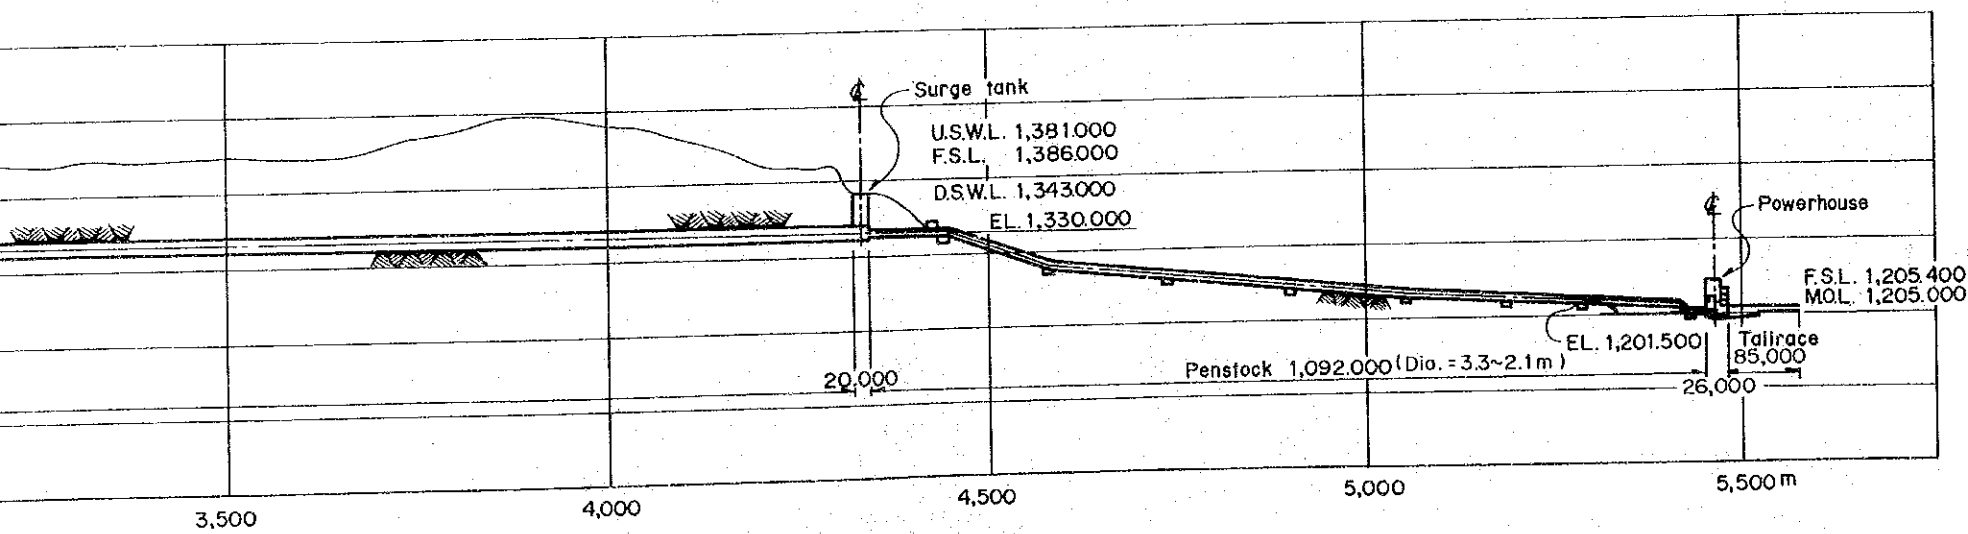 Surge tank
U.S.W.L. 1,381.000
F.S.L. 1,386.000
D.S.W.L. 1,343.000
EL. 1,330.000
Powerhouse
F.S.L. 1,205.400
M.O.L. 1,205.000
EL. 1,201.500
Tailrace
85,000
Penstock 1,092.000 (Dia. = 3.3~2.1m)
20,000
26,000
3,500
4,000
4,500
5,000
5,500 m